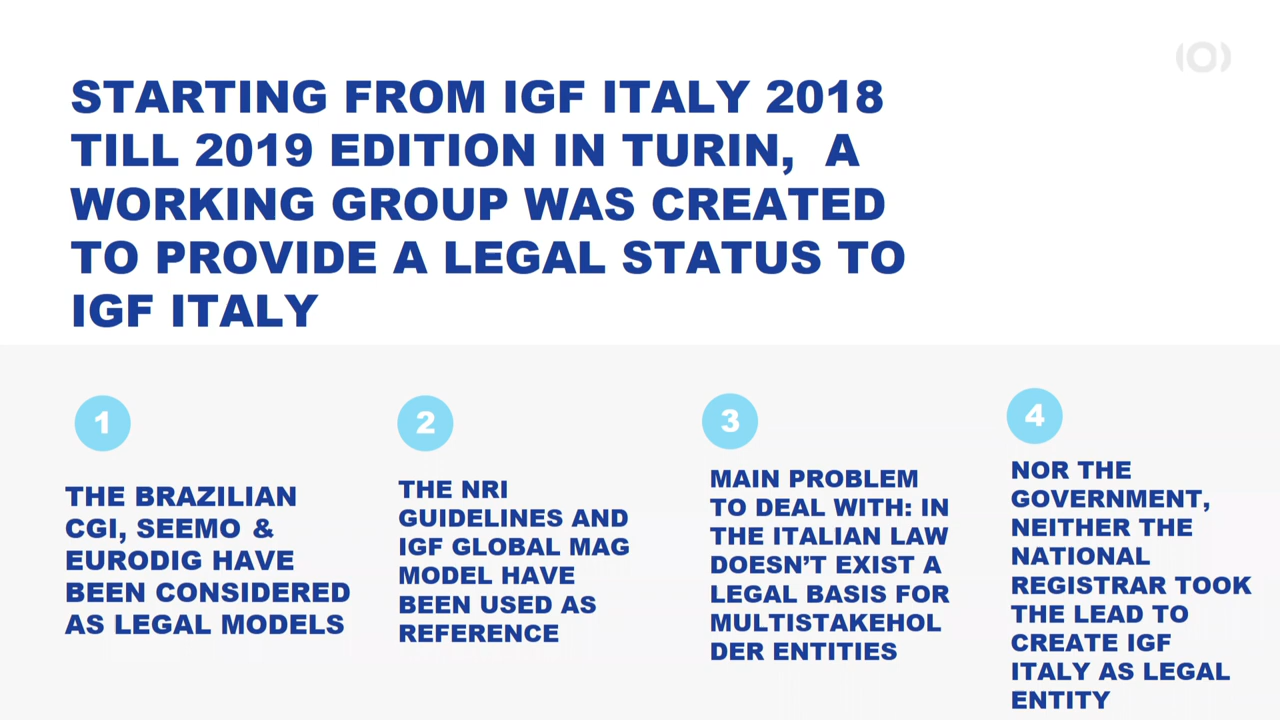 STARTING FROM IGF ITALY 2018
TILL 2019 EDITION IN TURIN, A
WORKING GROUP WAS CREATED
TO PROVIDE A LEGAL STATUS TO
IGF ITALY
1
THE BRAZILIAN
CGI, SEEMO &
EURODIG HAVE
BEEN CONSIDERED
AS LEGAL MODELS
2
THE NRI
GUIDELINES AND
IGF GLOBAL MAG
MODEL HAVE
BEEN USED AS
REFERENCE
3
MAIN PROBLEM
TO DEAL WITH: IN
THE ITALIAN LAW
DOESN’T EXIST A
LEGAL BASIS FOR
MULTISTAKEHOL
DER ENTITIES
4
NOR THE
GOVERNMENT,
NEITHER THE
NATIONAL
REGISTRAR TOOK
THE LEAD TO
CREATE IGF
ITALY AS LEGAL
ENTITY